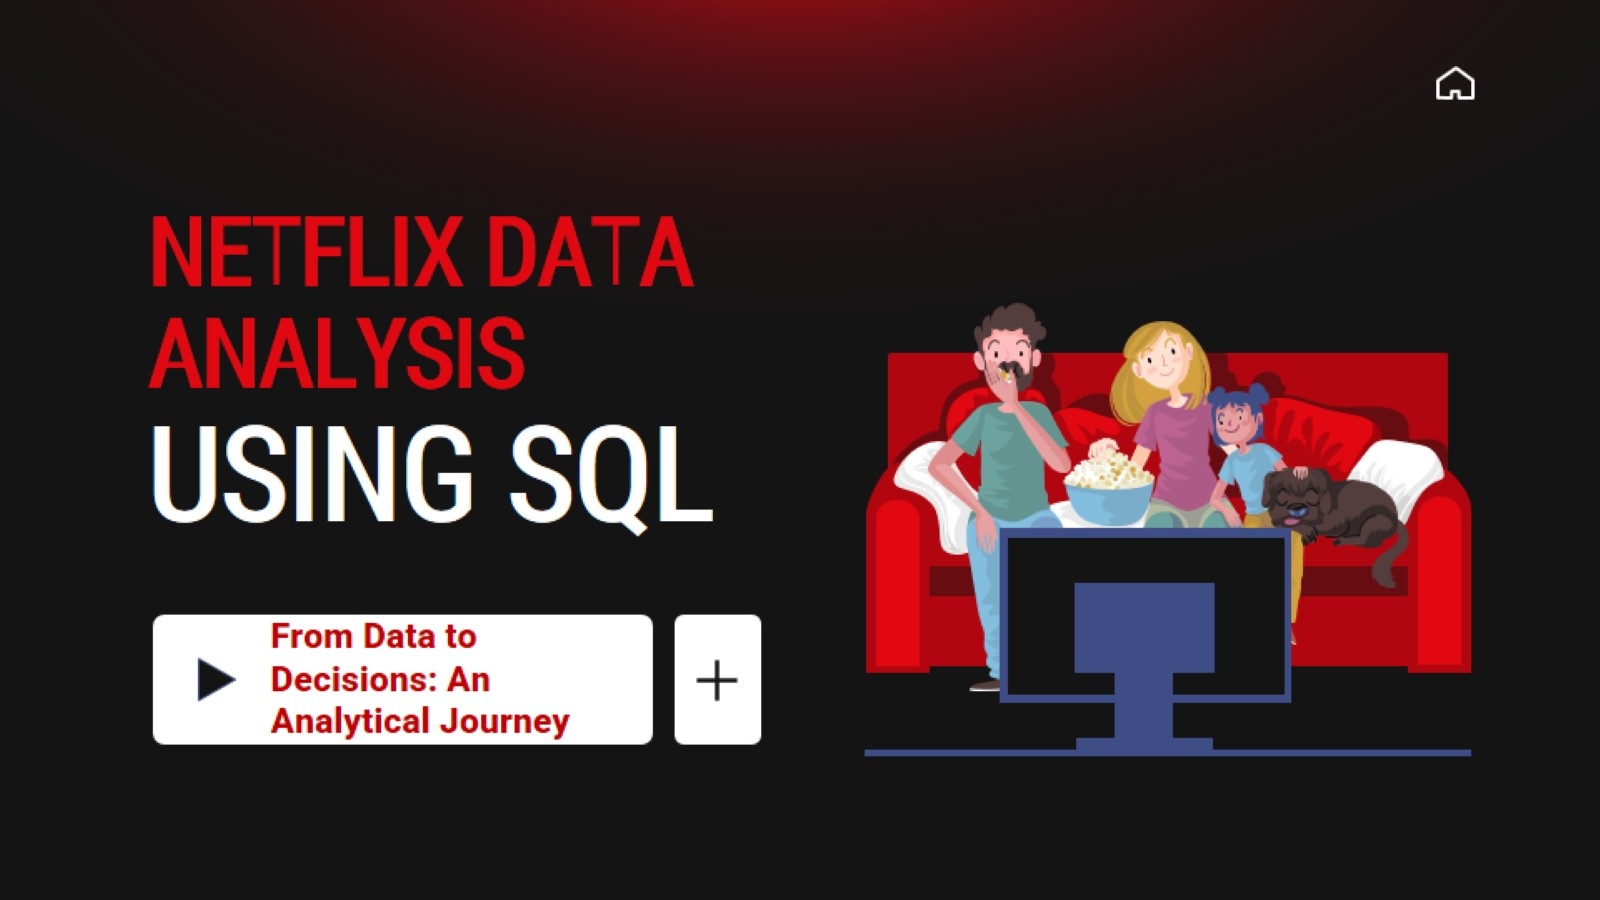 NETFLIX DATA
ANALYSIS
USING SQL
From Data to
Decisions: An
Analytical Journey